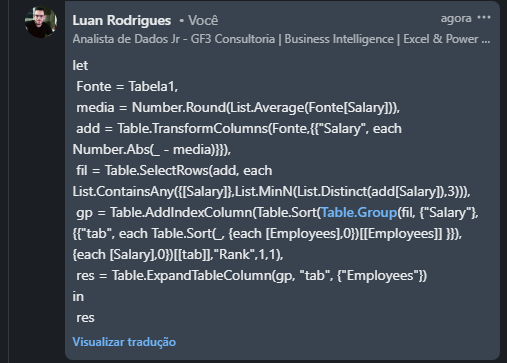 Luan Rodrigues • Você
agora •••
Analista de Dados Jr - GF3 Consultoria | Business Intelligence | Excel & Power ...
let
Fonte = Tabela1,
media = Number.Round(List.Average(Fonte[Salary])),
add = Table.TransformColumns(Fonte,{{"Salary", each
Number.Abs(_ - media)}}),
fil = Table.SelectRows(add, each
List.ContainsAny({[Salary]},List.MinN(List.Distinct(add[Salary]),3))),
gp = Table.AddIndexColumn(Table.Sort(Table.Group(fil, {"Salary"},
{{"tab", each Table.Sort(_, {each [Employees],0})[[Employees]] }}),
{each [Salary],0})[[tab]],"Rank",1,1),
res = Table.ExpandTableColumn(gp, "tab", {"Employees"})
in
res
Visualizar tradução